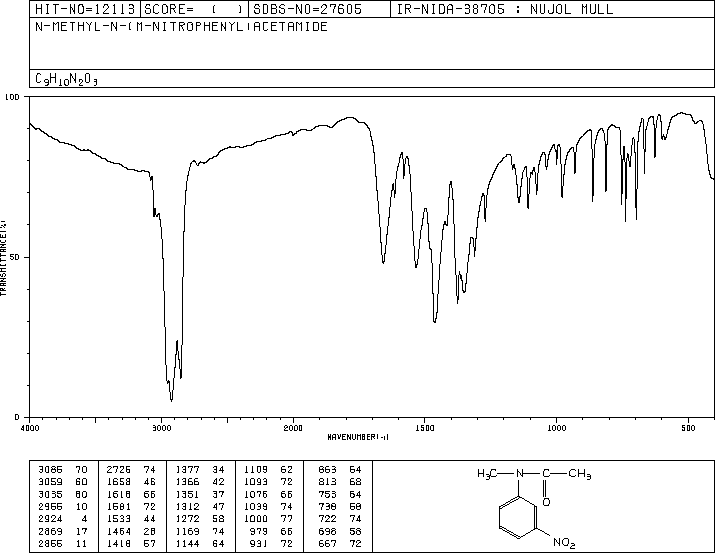 HIT-NO=12113 SCORE= ( ) SDBS-NO=27605 IR-NIDA-38705 : NUJOL MULL
N-METHYL-N-(M-NITROPHENYL)ACETAMIDE
C9H10N2O3
100
50
0
TRANSMITTANCE(%)
4000 3000 2000 1500 1000 500
WAVENUMBER(-1)
3086 70 2726 74 1377 34 1109 62 863 64
3059 60 1658 46 1366 42 1093 72 813 68
3035 60 1618 66 1351 37 1076 66 753 64
2955 10 1581 72 1312 47 1039 74 738 58
2924 4 1533 44 1272 58 1000 77 722 74
2869 17 1464 28 1169 74 979 66 698 58
2855 11 1418 57 1144 64 931 72 667 72
H3C N C CH3
O
NO2